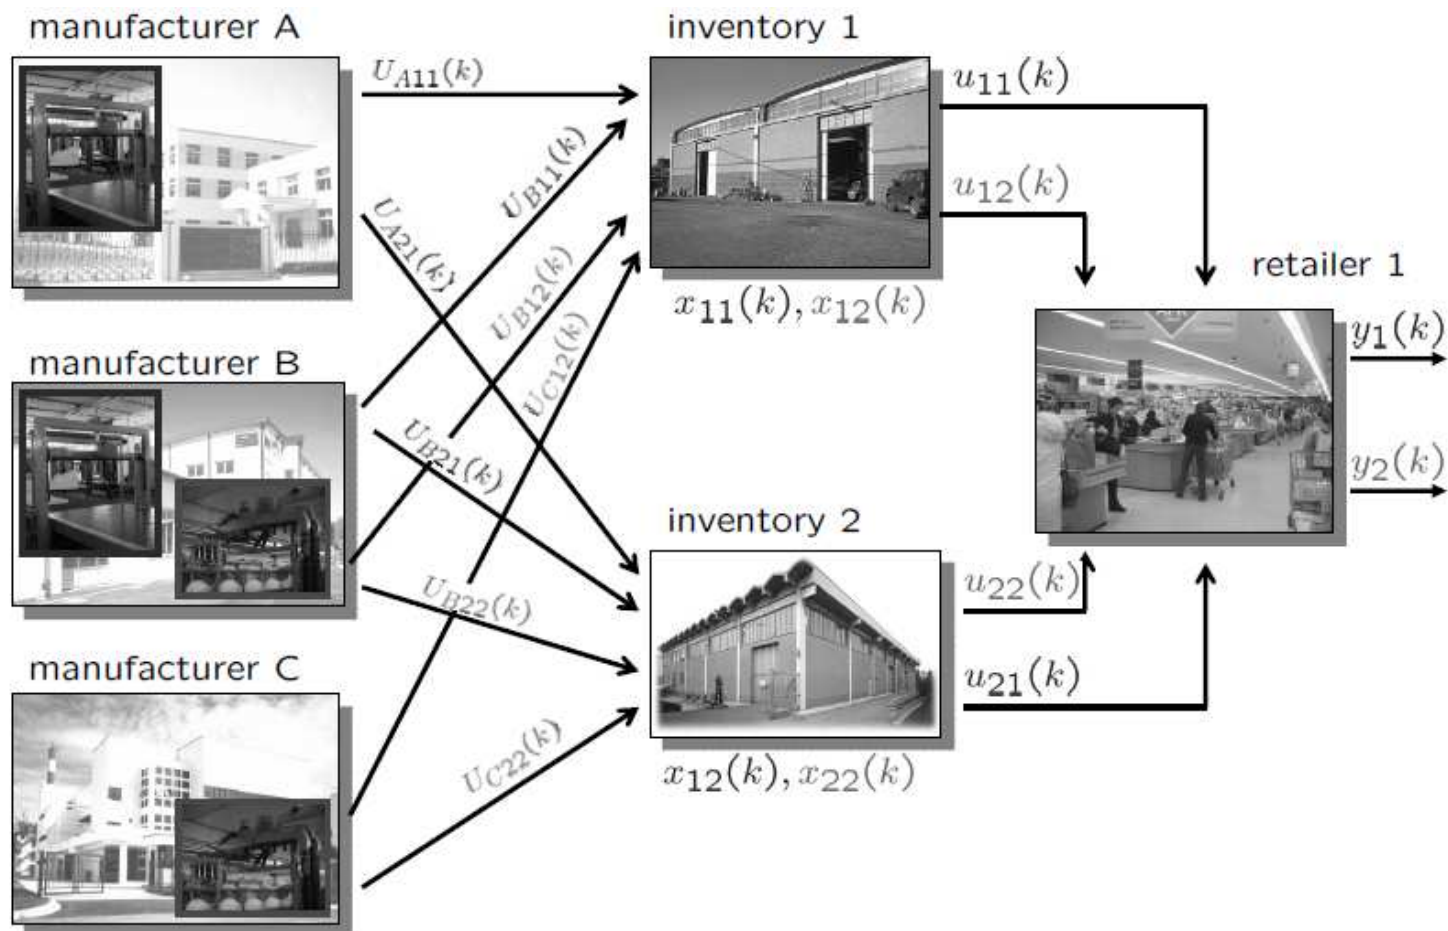 manufacturer A
inventory 1
U_{A11}(k)
u_{11}(k)
U_{B11}(k)
u_{12}(k)
U_{A21}(k)
U_{B12}(k)
retailer 1
x_{11}(k), x_{12}(k)
U_{C12}(k)
y_1(k)
manufacturer B
U_{B21}(k)
y_2(k)
inventory 2
U_{B22}(k)
u_{22}(k)
manufacturer C
u_{21}(k)
U_{C22}(k)
x_{12}(k), x_{22}(k)